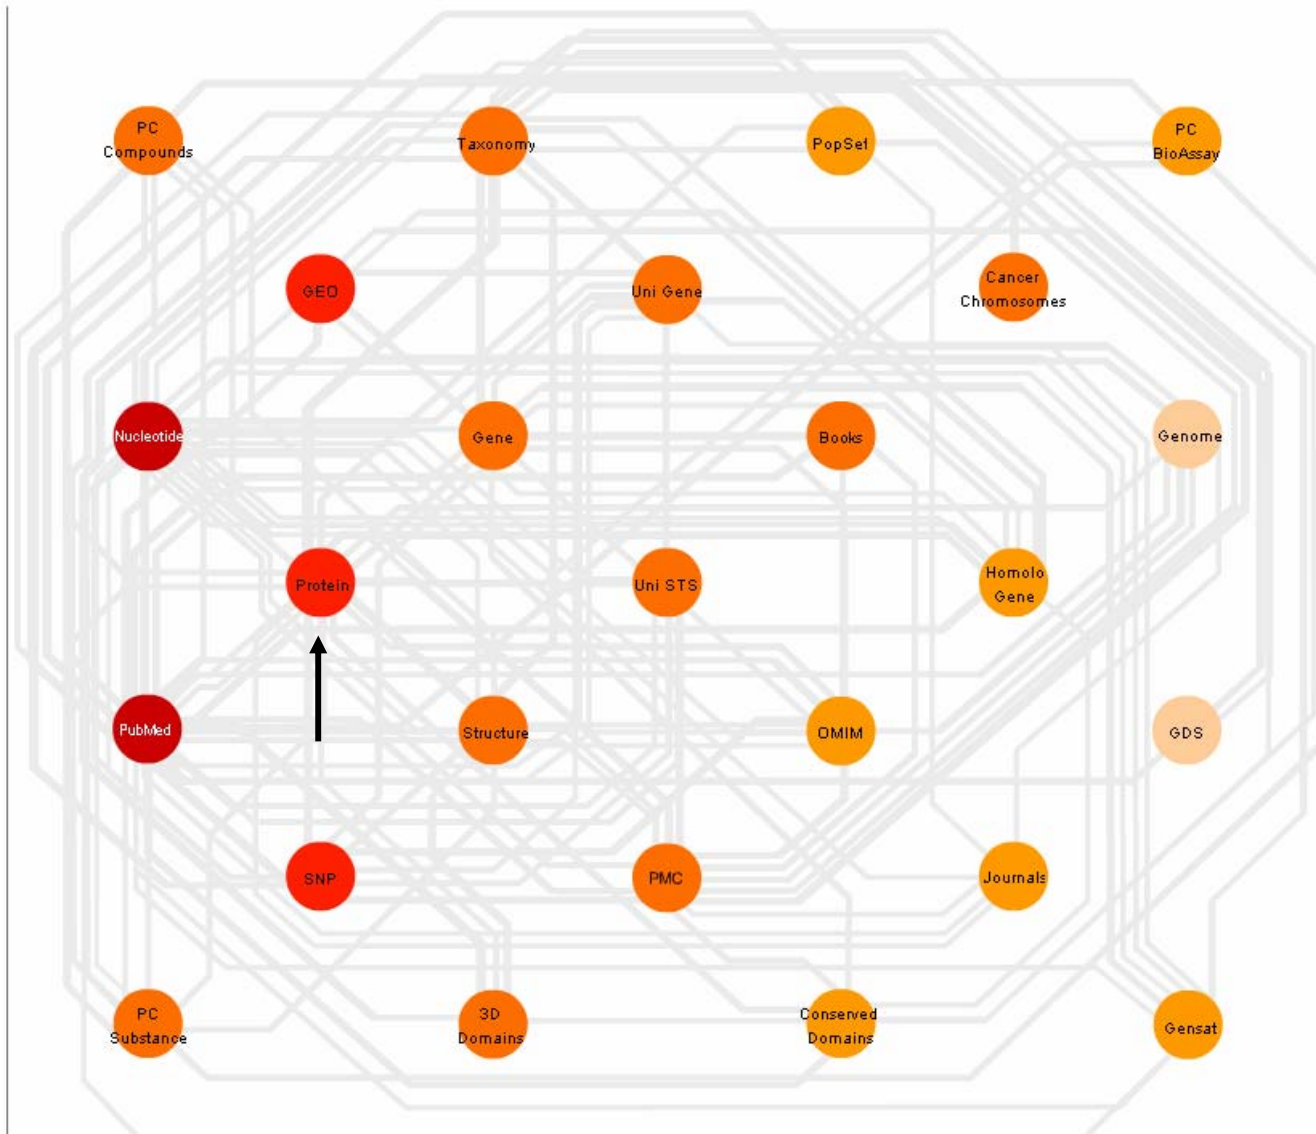 PC
Compounds
Taxonomy
PopSet
PC
BioAssay
GEO
Uni Gene
Cancer
Chromosomes
Nucleotide
Gene
Books
Genome
Protein
Uni STS
Homolo
Gene
PubMed
Structure
OMIM
GDS
SNP
PMC
Journals
PC
Substance
3D
Domains
Conserved
Domains
Gensat